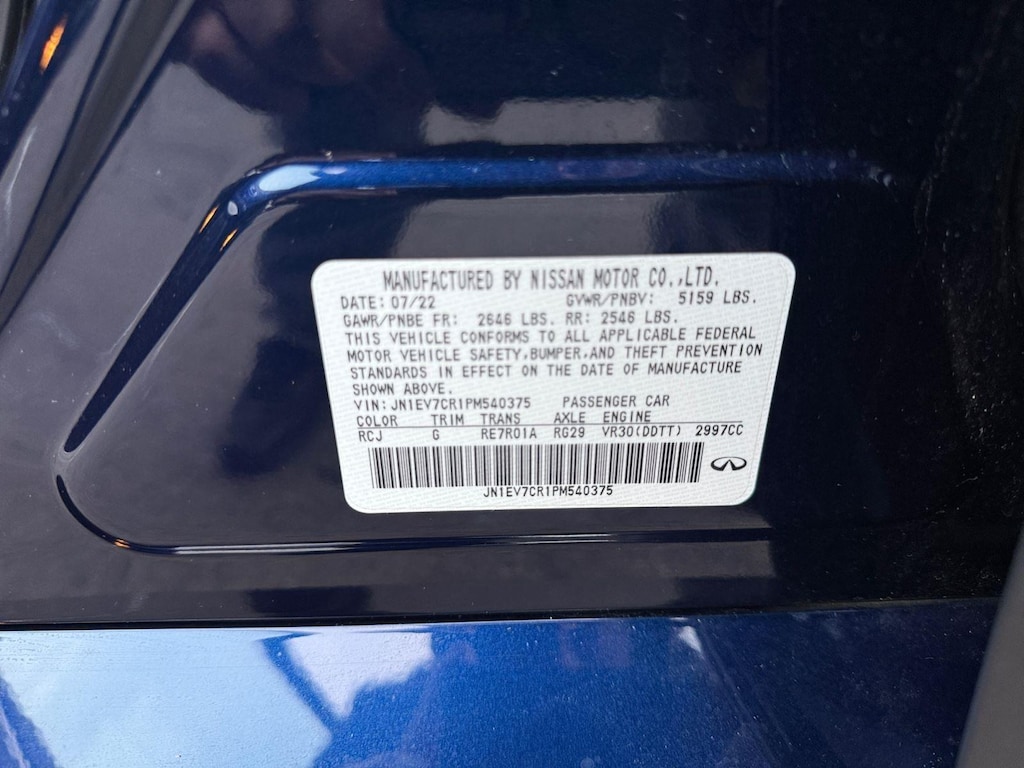 MANUFACTURED BY NISSAN MOTOR CO.,LTD.
DATE: 07/22 GVWR/PNBV: 5159 LBS.
GAWR/PNBE FR: 2646 LBS. RR: 2546 LBS.
THIS VEHICLE CONFORMS TO ALL APPLICABLE FEDERAL
MOTOR VEHICLE SAFETY,BUMPER,AND THEFT PREVENTION
STANDARDS IN EFFECT ON THE DATE OF MANUFACTURE
SHOWN ABOVE.
VIN: JN1EV7CR1PM540375 PASSENGER CAR
COLOR TRIM TRANS AXLE ENGINE
RCJ G RE7R01A RG29 VR30(DDTT) 2997CC
JN1EV7CR1PM540375